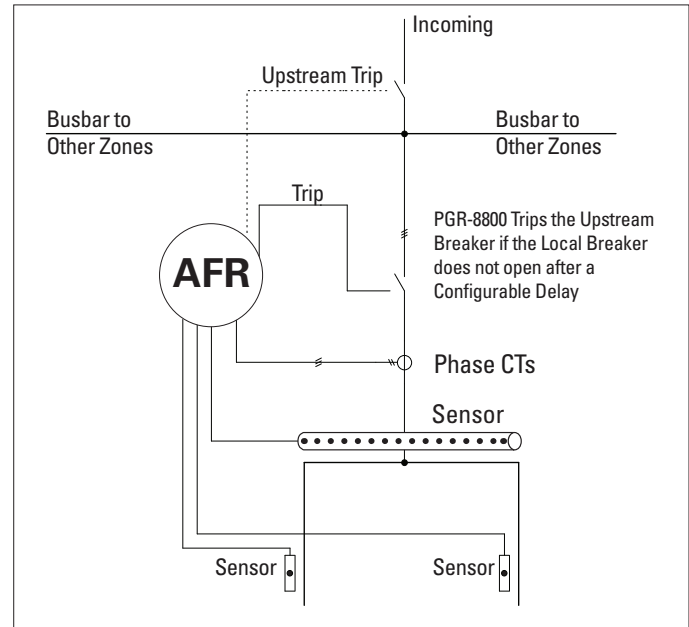 Incoming
Upstream Trip
Busbar to
Other Zones
Busbar to
Other Zones
Trip
PGR-8800 Trips the Upstream
Breaker if the Local Breaker
does not open after a
Configurable Delay
AFR
Phase CTs
Sensor
Sensor
Sensor